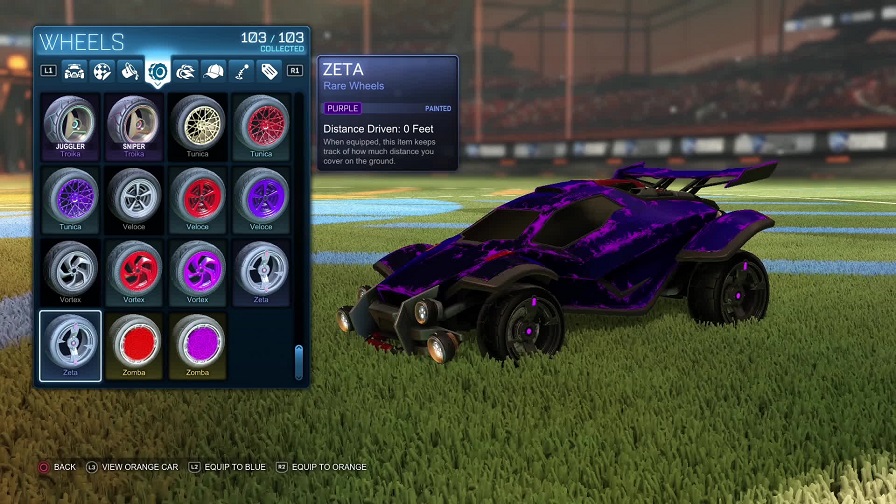 WHEELS
103 / 103
COLLECTED
L1
R1
JUGGLER
Troika
SNIPER
Troika
Tunica
Tunica
Tunica
Veloce
Veloce
Veloce
Vortex
Vortex
Vortex
Zeta
Zeta
Zomba
Zomba
ZETA
Rare Wheels
PURPLE
PAINTED
Distance Driven: 0 Feet
When equipped, this item keeps
track of how much distance you
cover on the ground.
BACK
L3 VIEW ORANGE CAR
L2 EQUIP TO BLUE
R2 EQUIP TO ORANGE